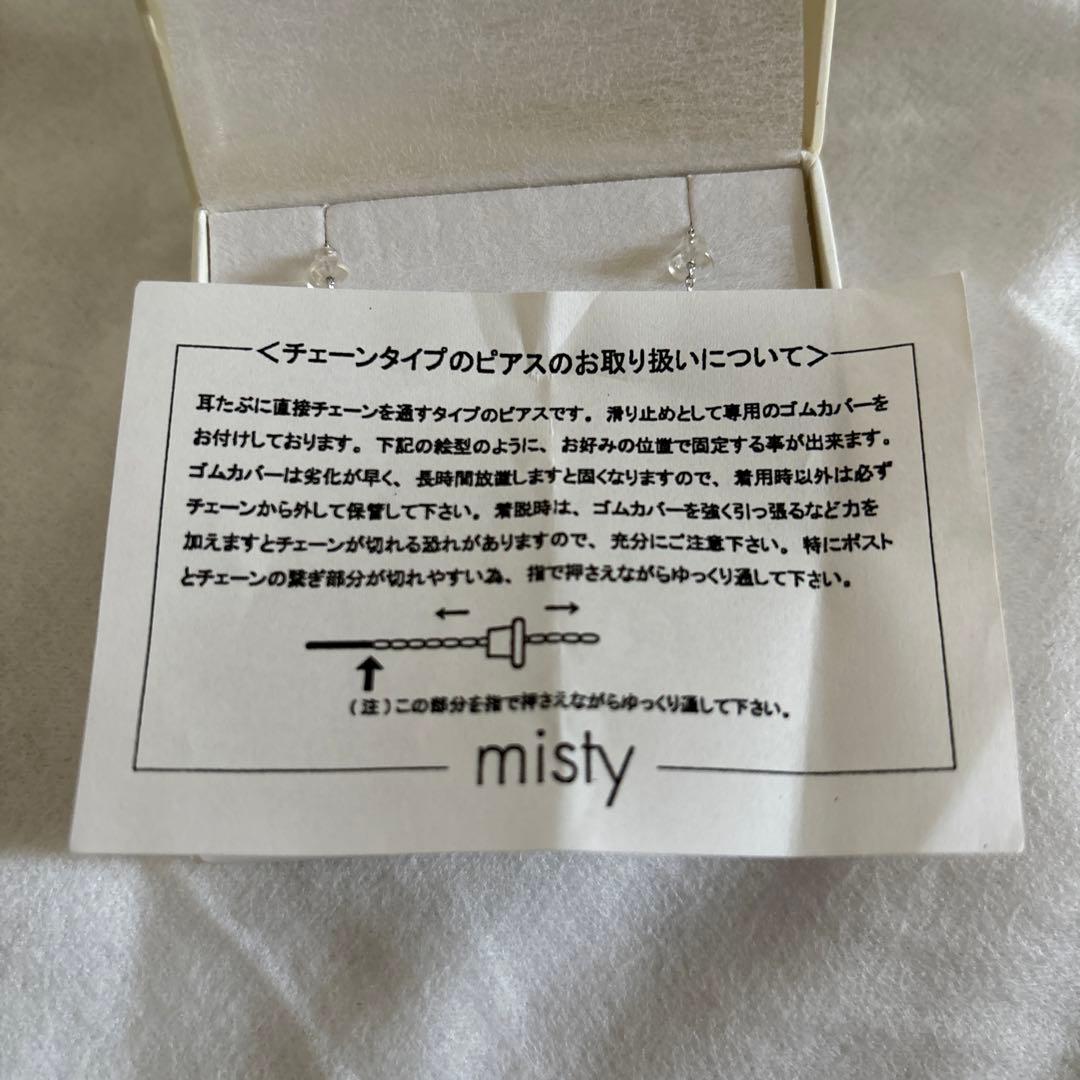 ＜チェーンタイプのピアスのお取り扱いについて＞
耳たぶに直接チェーンを通すタイプのピアスです。滑り止めとして専用のゴムカバーを
お付けしております。下記の絵型のように、お好みの位置で固定する事が出来ます。
ゴムカバーは劣化が早く、長時間放置しますと固くなりますので、着用時以外は必ず
チェーンから外して保管して下さい。着脱時は、ゴムカバーを強く引っ張るなど力を
加えますとチェーンが切れる恐れがありますので、充分にご注意下さい。特にポスト
とチェーンの繋ぎ部分が切れやすい為、指で押さえながらゆっくり通して下さい。
(注)この部分を指で押さえながらゆっくり通して下さい。
misty